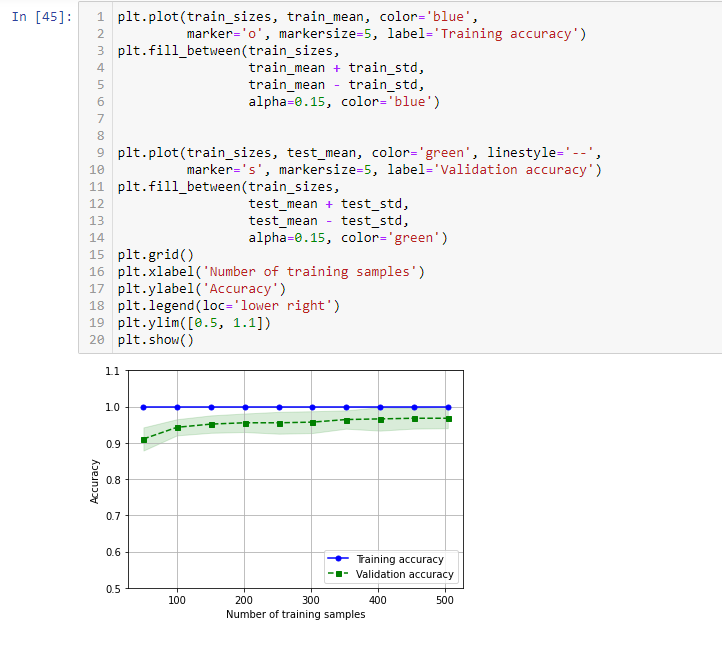 In [45]:
1 plt.plot(train_sizes, train_mean, color='blue',
2          marker='o', markersize=5, label='Training accuracy')
3 plt.fill_between(train_sizes,
4                  train_mean + train_std,
5                  train_mean - train_std,
6                  alpha=0.15, color='blue')
7
8
9 plt.plot(train_sizes, test_mean, color='green', linestyle='--',
10          marker='s', markersize=5, label='Validation accuracy')
11 plt.fill_between(train_sizes,
12                  test_mean + test_std,
13                  test_mean - test_std,
14                  alpha=0.15, color='green')
15 plt.grid()
16 plt.xlabel('Number of training samples')
17 plt.ylabel('Accuracy')
18 plt.legend(loc='lower right')
19 plt.ylim([0.5, 1.1])
20 plt.show()
1.1
1.0
0.9
0.8
0.7
0.6
0.5
Accuracy
Training accuracy
Validation accuracy
100 200 300 400 500
Number of training samples